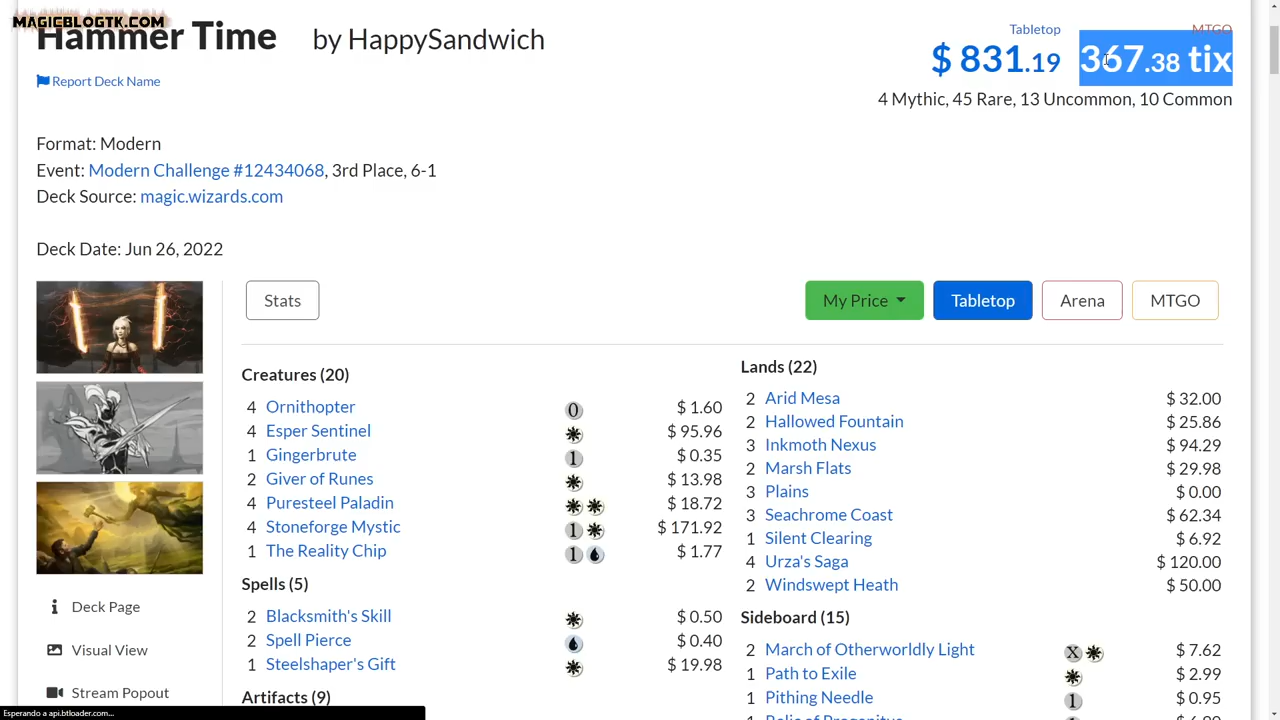 MAGICBLOGTK.COM
Hammer Time by HappySandwich
Report Deck Name
Tabletop MTGO
$ 831.19 367.38 tix
4 Mythic, 45 Rare, 13 Uncommon, 10 Common
Format: Modern
Event: Modern Challenge #12434068, 3rd Place, 6-1
Deck Source: magic.wizards.com
Deck Date: Jun 26, 2022
Stats
My Price Tabletop Arena MTGO
Creatures (20)
4 Ornithopter 0 $ 1.60
4 Esper Sentinel $ 95.96
1 Gingerbrute 1 $ 0.35
2 Giver of Runes $ 13.98
4 Puresteel Paladin $ 18.72
4 Stoneforge Mystic 1 $ 171.92
1 The Reality Chip 1 $ 1.77
Spells (5)
2 Blacksmith's Skill $ 0.50
2 Spell Pierce $ 0.40
1 Steelshaper's Gift $ 19.98
Artifacts (9)
Lands (22)
2 Arid Mesa $ 32.00
2 Hallowed Fountain $ 25.86
3 Inkmoth Nexus $ 94.29
2 Marsh Flats $ 29.98
3 Plains $ 0.00
3 Seachrome Coast $ 62.34
1 Silent Clearing $ 6.92
4 Urza's Saga $ 120.00
2 Windswept Heath $ 50.00
Sideboard (15)
2 March of Otherworldly Light X $ 7.62
1 Path to Exile $ 2.99
1 Pithing Needle 1 $ 0.95
Deck Page
Visual View
Stream Popout
Esperando a api.btloader.com...